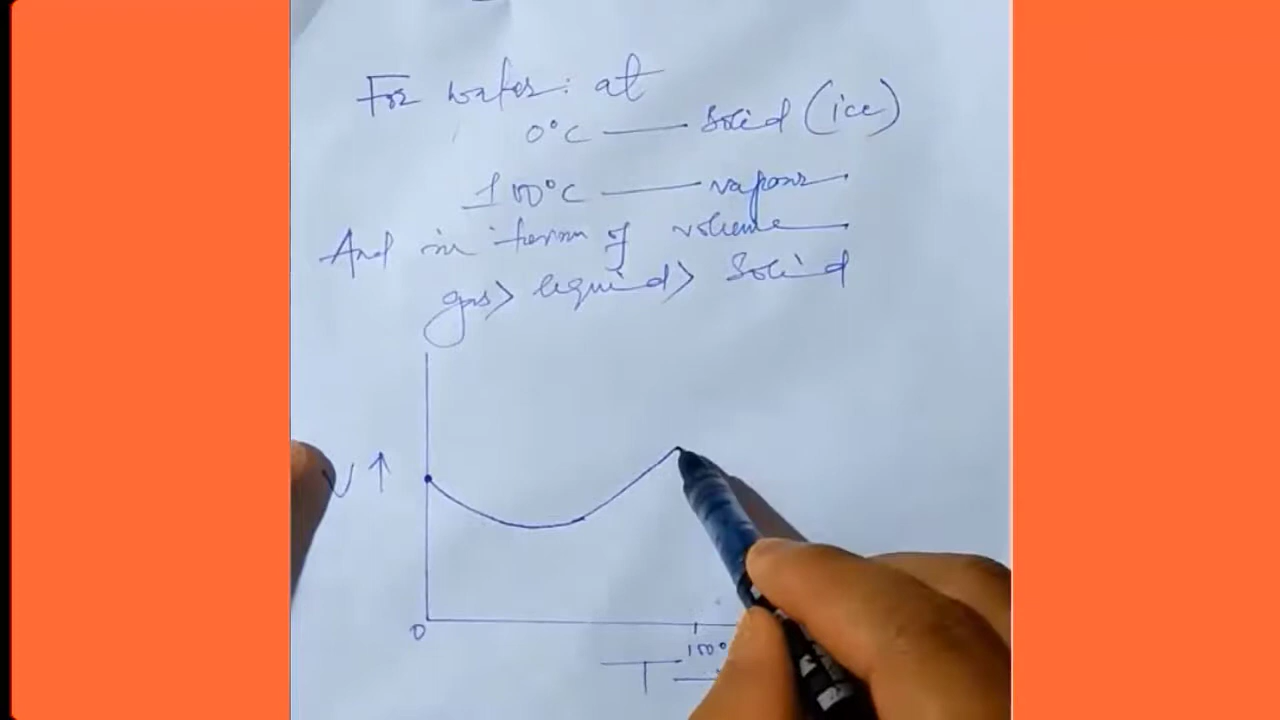 For water: at
0°C — Solid (ice)
100°C — vapour
And in term of volume
gas > liquid > Solid
V ↑
0
100°
T